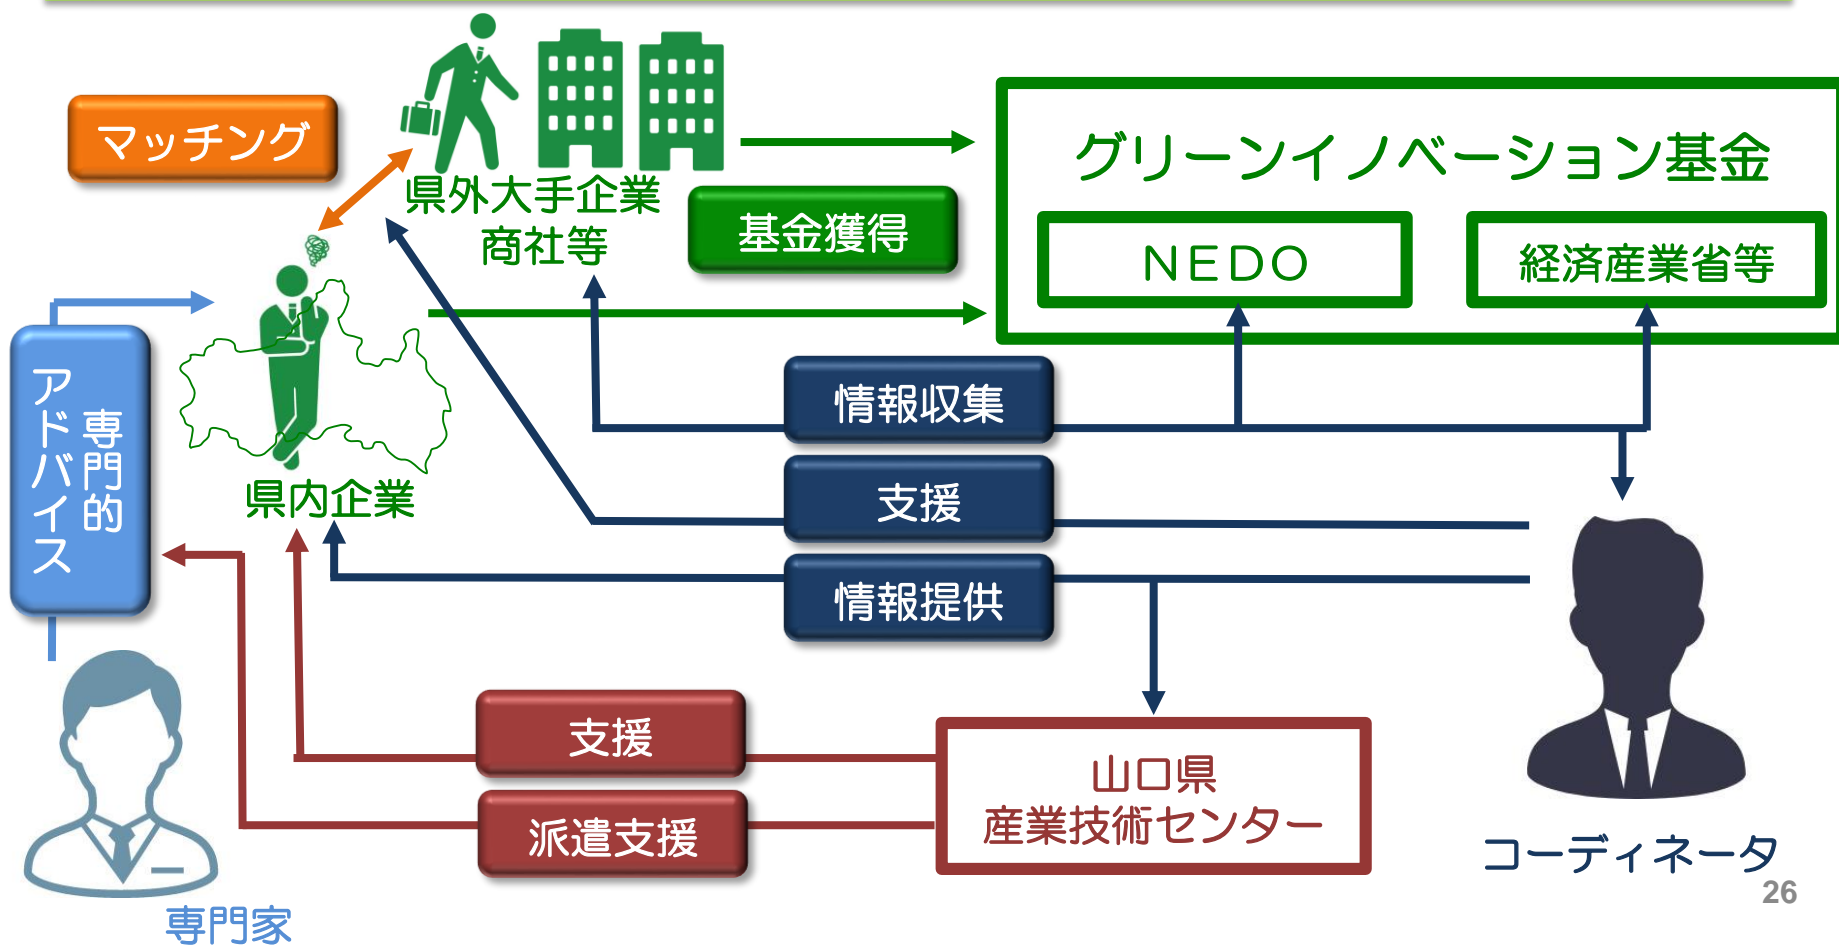 マッチング
県外大手企業
商社等
基金獲得
グリーンイノベーション基金
NEDO
経済産業省等
専門的
アドバイス
県内企業
情報収集
支援
情報提供
支援
派遣支援
山口県
産業技術センター
コーディネータ
専門家
26